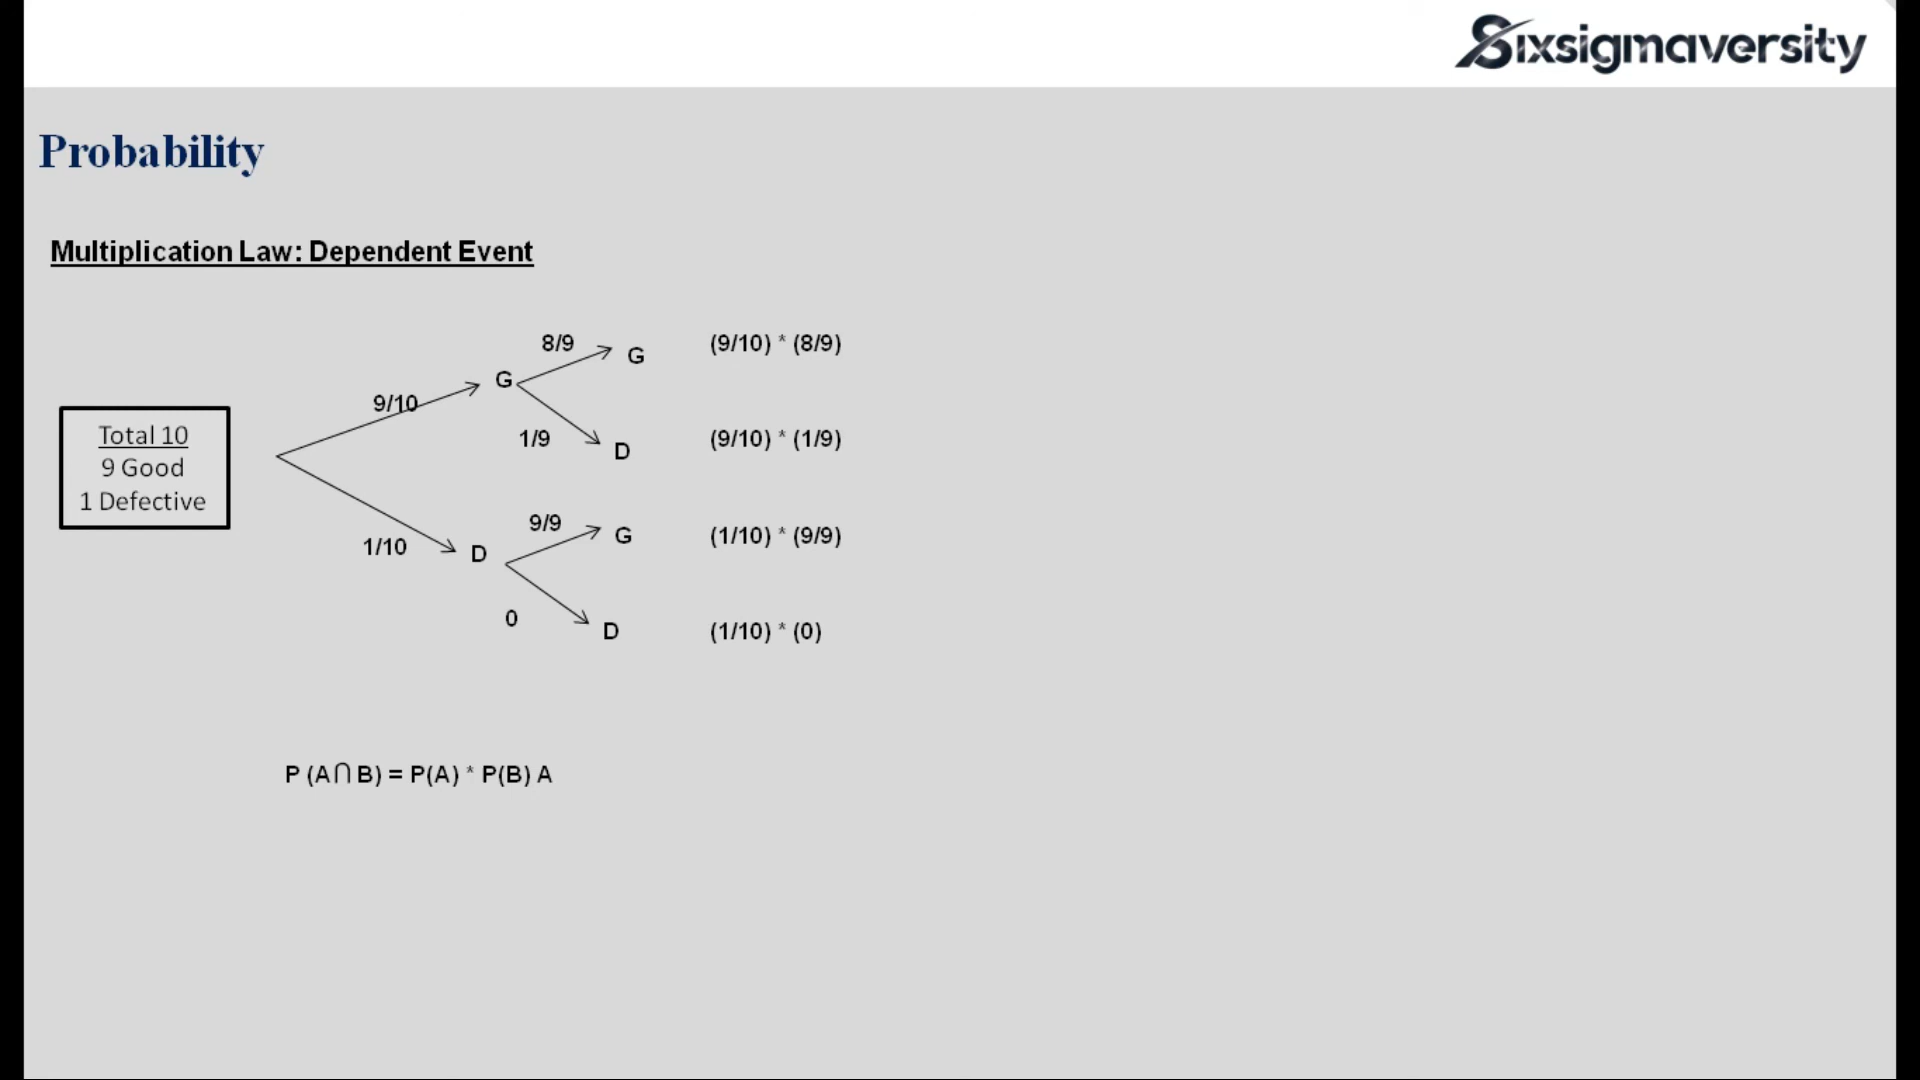 Sixsigmaversity
Probability
Multiplication Law: Dependent Event
8/9
G
(9/10) * (8/9)
G
9/10
1/9
D
(9/10) * (1/9)
Total 10
9 Good
1 Defective
9/9
G
(1/10) * (9/9)
1/10
D
0
D
(1/10) * (0)
P (A∩B) = P(A) * P(B) A